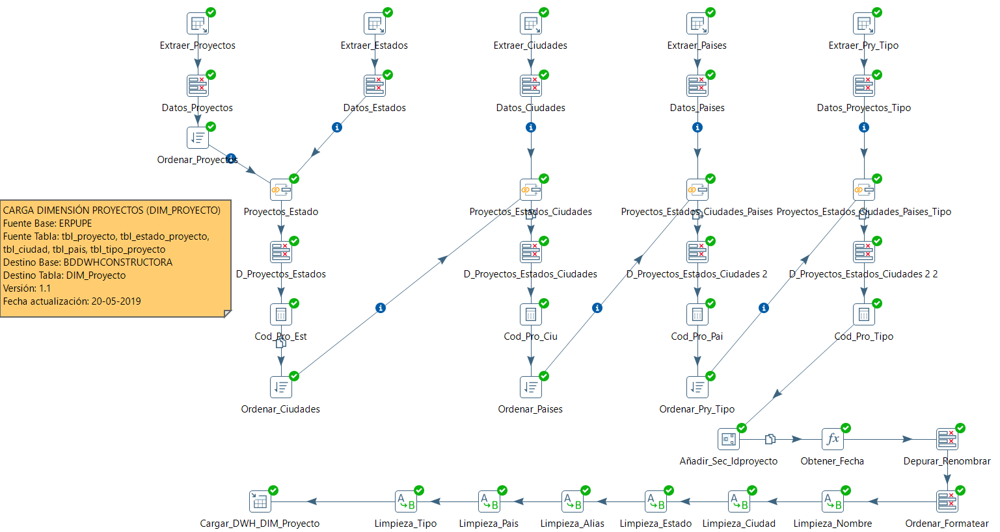 Extraer_Proyectos
Extraer_Estados
Extraer_Ciudades
Extraer_Paises
Extraer_Pry_Tipo
Datos_Proyectos
Datos_Estados
Datos_Ciudades
Datos_Paises
Datos_Proyectos_Tipo
Ordenar_Proyectos
Proyectos_Estado
Proyectos_Estados_Ciudades
Proyectos_Estados_Ciudades_Paises
Proyectos_Estados_Ciudades_Paises_Tipo
CARGA DIMENSIÓN PROYECTOS (DIM_PROYECTO)
Fuente Base: ERPUPE
Fuente Tabla: tbl_proyecto, tbl_estado_proyecto,
tbl_ciudad, tbl_pais, tbl_tipo_proyecto
Destino Base: BDDWHCONSTRUCTORA
Destino Tabla: DIM_Proyecto
Versión: 1.1
Fecha actualización: 20-05-2019
D_Proyectos_Estados
D_Proyectos_Estados_Ciudades
D_Proyectos_Estados_Ciudades 2
D_Proyectos_Estados_Ciudades 2 2
Cod_Pro_Est
Cod_Pro_Ciu
Cod_Pro_Pai
Cod_Pro_Tipo
Ordenar_Ciudades
Ordenar_Paises
Ordenar_Pry_Tipo
Añadir_Sec_Idproyecto
fx
Obtener_Fecha
Depurar_Renombrar
A B
A B
A B
A B
A B
A B
Cargar_DWH_DIM_Proyecto
Limpieza_Tipo
Limpieza_Pais
Limpieza_Alias
Limpieza_Estado
Limpieza_Ciudad
Limpieza_Nombre
Ordenar_Formatear